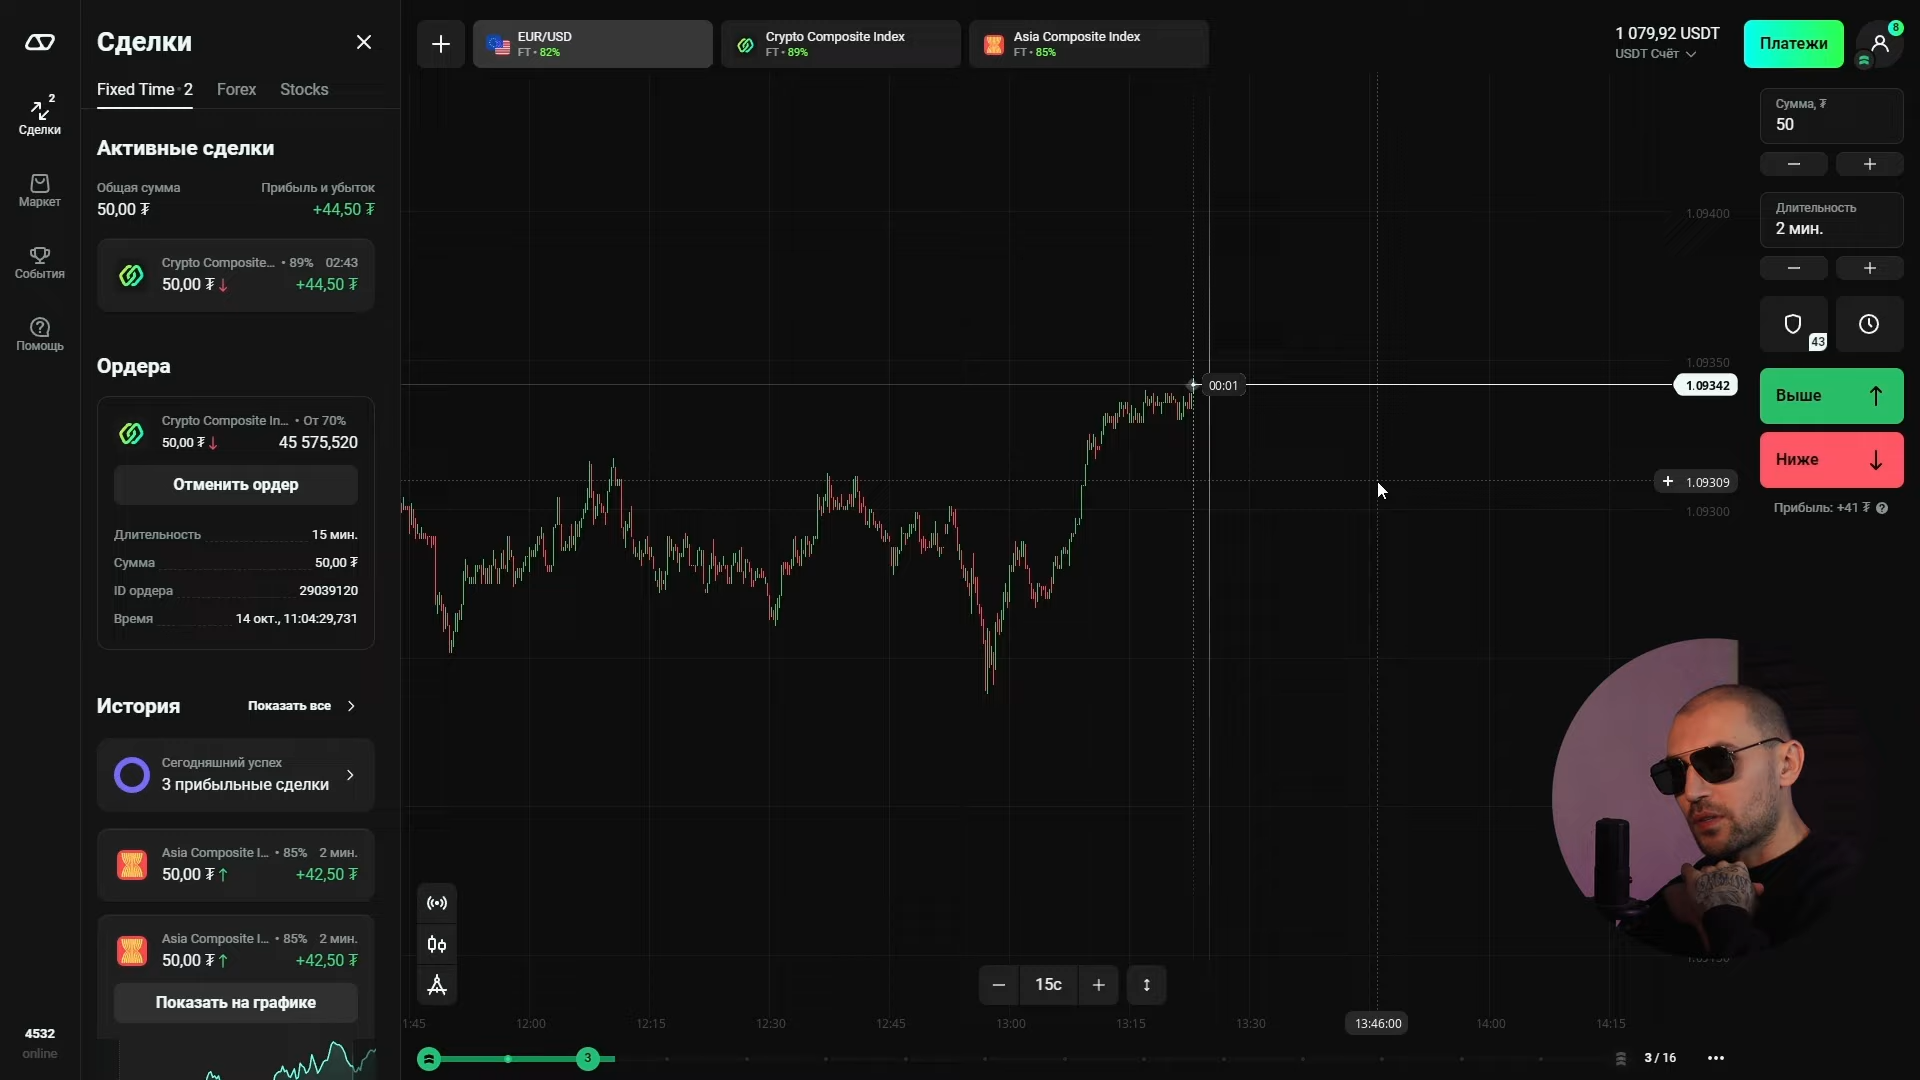 Сделки
Fixed Time · 2
Forex
Stocks
2
Сделки
Маркет
События
Помощь
4532
online
Активные сделки
Общая сумма
Прибыль и убыток
50,00 ₮
+44,50 ₮
Crypto Composite... • 89% 02:43
50,00 ₮ ↓ +44,50 ₮
Ордера
Crypto Composite In... • От 70%
50,00 ₮ ↓ 45 575,520
Отменить ордер
Длительность 15 мин.
Сумма 50,00 ₮
ID ордера 29039120
Время 14 окт., 11:04:29,731
История
Показать все
Сегодняшний успех
3 прибыльные сделки
Asia Composite I... • 85% 2 мин.
50,00 ₮ ↑ +42,50 ₮
Asia Composite I... • 85% 2 мин.
50,00 ₮ ↑ +42,50 ₮
Показать на графике
EUR/USD
FT • 82%
Crypto Composite Index
FT • 89%
Asia Composite Index
FT • 85%
1 079,92 USDT
USDT Счёт
Платежи
8
Сумма, ₮
50
Длительность
2 мин.
43
Выше ↑
Ниже ↓
Прибыль: +41 ₮
1.09400
1.09350
1.09342
00:01
+ 1.09309
1.09300
15с
1:45
12:00
12:15
12:30
12:45
13:00
13:15
13:30
13:46:00
14:00
14:15
3
3 / 16